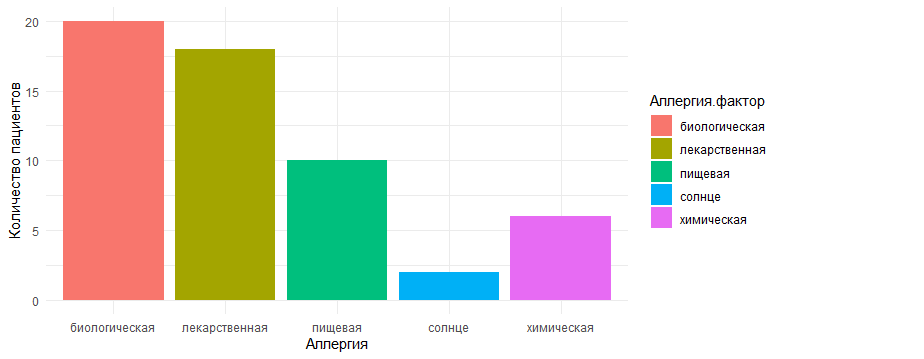 Количество пациентов
20
15
10
5
0
биологическая
лекарственная
пищевая
солнце
химическая
Аллергия
Аллергия.фактор
биологическая
лекарственная
пищевая
солнце
химическая